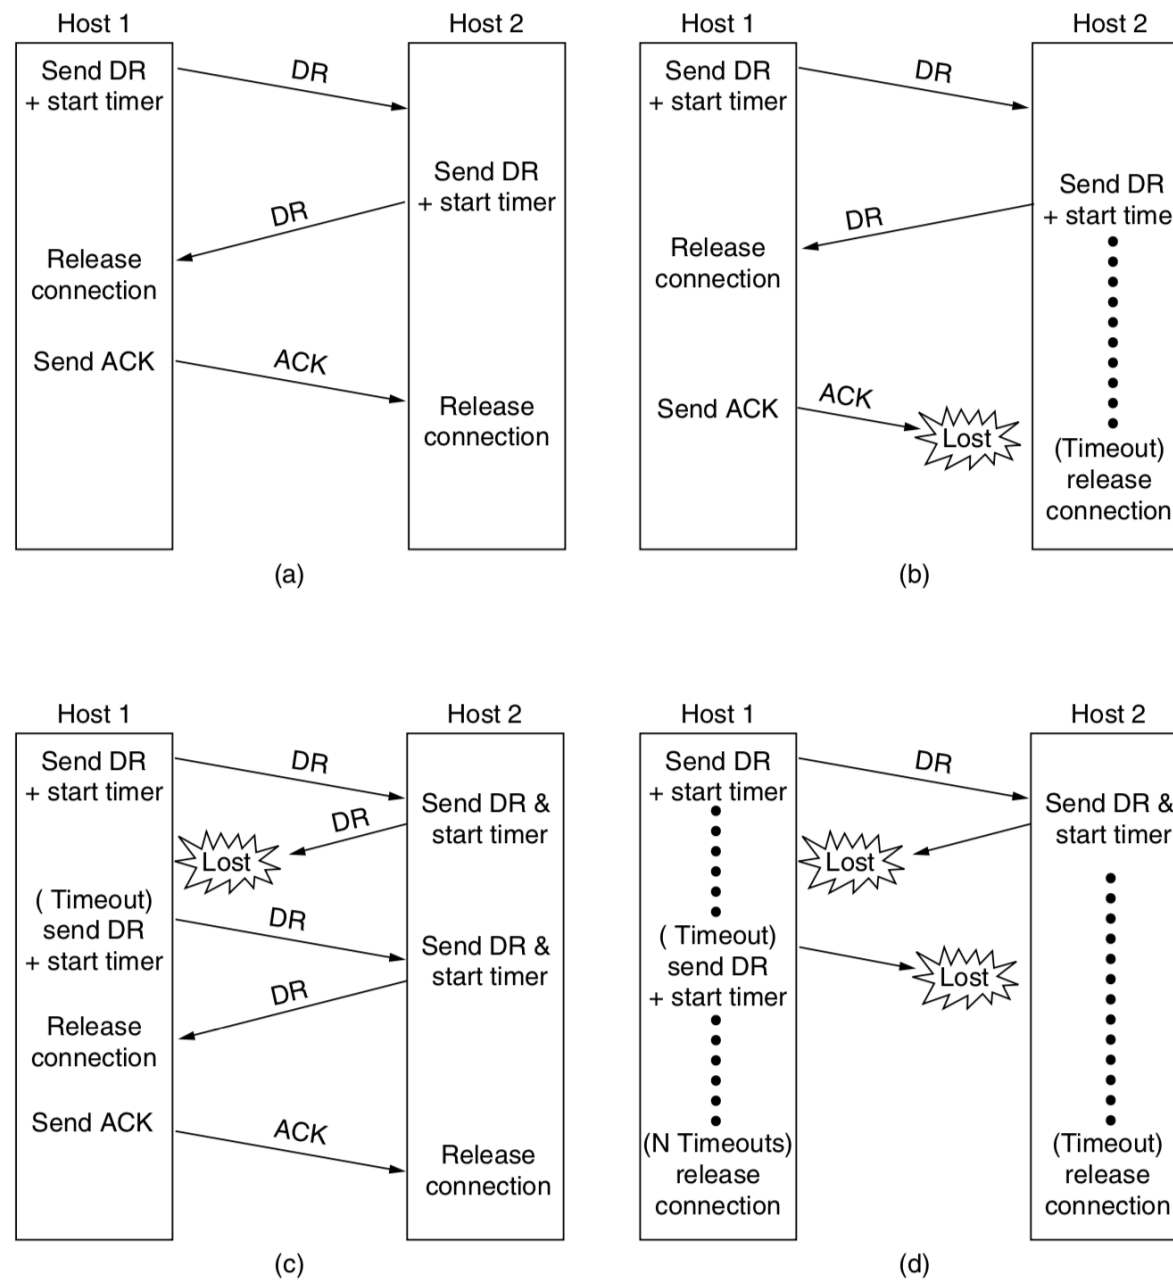 Host 1
Host 2
Send DR
+ start timer
DR
Send DR
+ start timer
DR
Release
connection
Send ACK
ACK
Release
connection
(a)
Host 1
Host 2
Send DR
+ start timer
DR
Send DR
+ start time
DR
Release
connection
Send ACK
ACK
Lost
(Timeout)
release
connection
(b)
Host 1
Host 2
Send DR
+ start timer
DR
Send DR &
start timer
DR
Lost
( Timeout)
send DR
+ start timer
DR
Send DR &
start timer
DR
Release
connection
Send ACK
ACK
Release
connection
(c)
Host 1
Host 2
Send DR
+ start timer
DR
Send DR &
start timer
Lost
( Timeout)
send DR
+ start timer
Lost
(N Timeouts)
release
connection
(Timeout)
release
connection
(d)